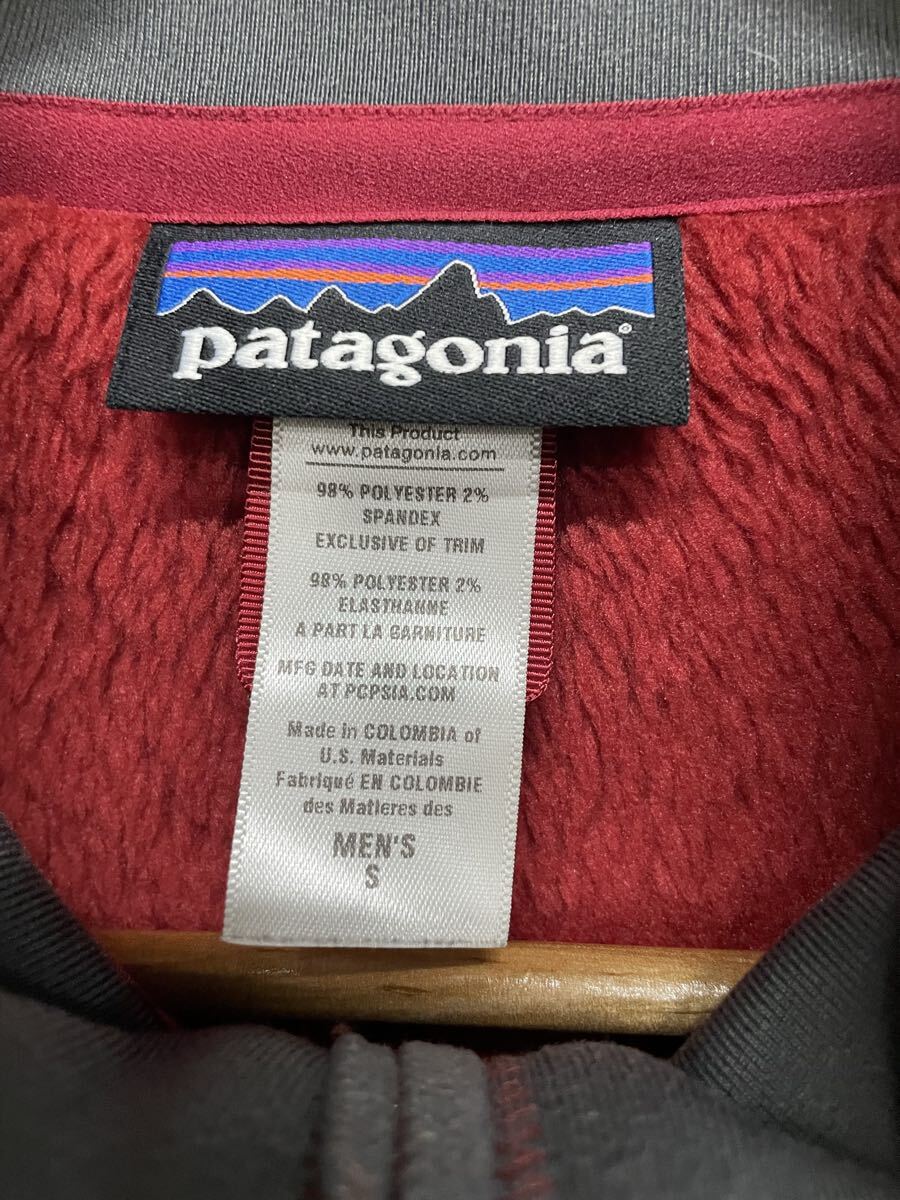 patagonia®
This Product
www.patagonia.com
98% POLYESTER 2%
SPANDEX
EXCLUSIVE OF TRIM
98% POLYESTER 2%
ELASTHANNE
A PART LA GARNITURE
MFG DATE AND LOCATION
AT PCPSIA.COM
Made in COLOMBIA of
U.S. Materials
Fabriqué EN COLOMBIE
des Matieres des
MEN'S
S